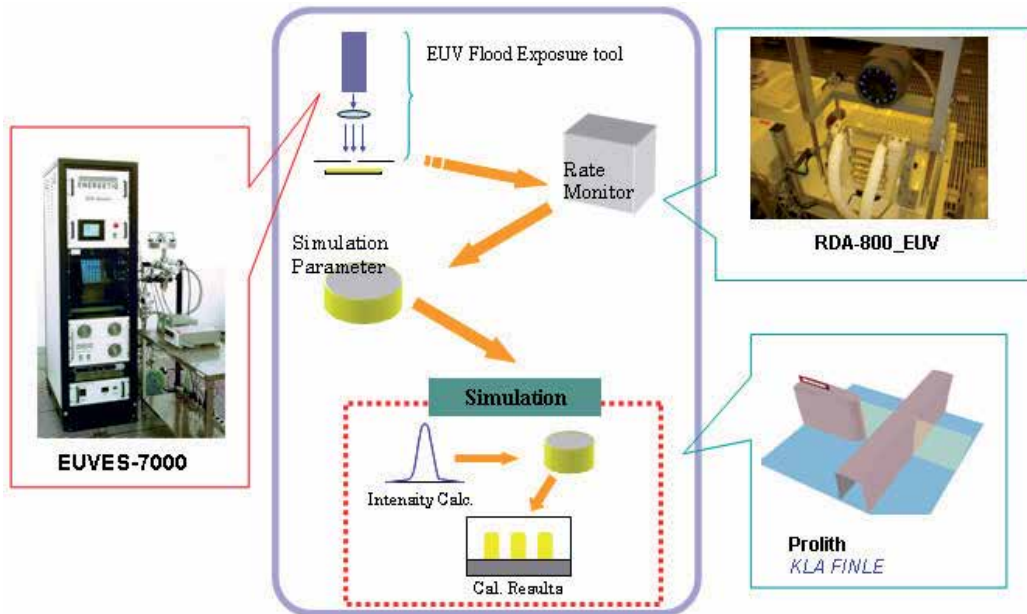 EUV Flood Exposure tool
Rate
Monitor
RDA-800_EUV
ENERGETIQ
EUVES-7000
Simulation
Parameter
Simulation
Intensity Calc.
Cal. Results
Prolith
KLA FINLE